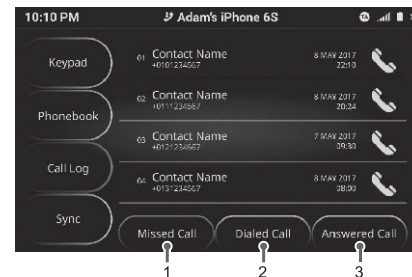 10:10 PM Adam's iPhone 6S
Keypad
Phonebook
Call Log
Sync
01 Contact Name 8 MAY 2017
+0101234567 22:10
02 Contact Name 8 MAY 2017
+0111234567 20:24
03 Contact Name 7 MAY 2017
+0121234567 09:30
04 Contact Name 8 MAY 2017
+0131234567 08:00
Missed Call Dialed Call Answered Call
1 2 3